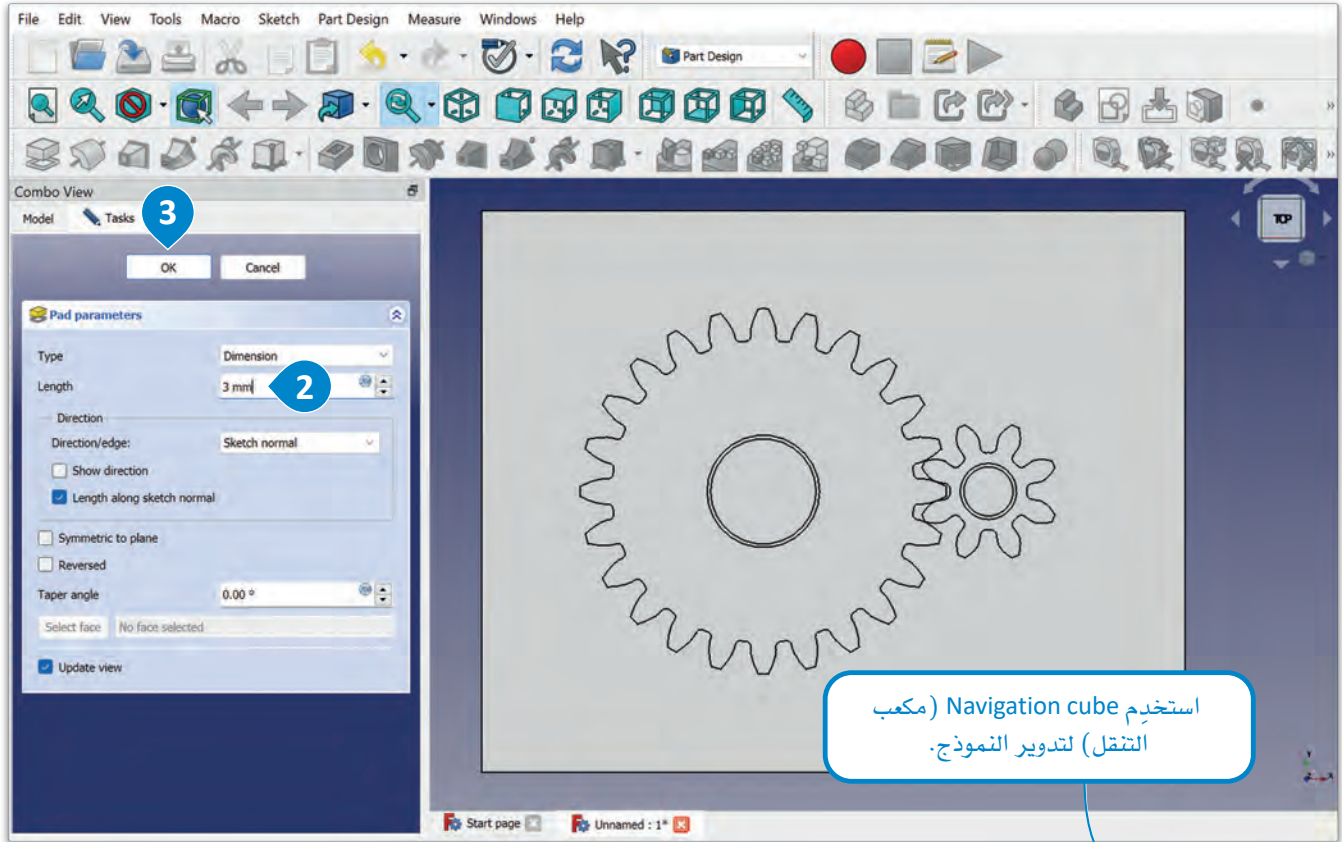 File Edit View Tools Macro Sketch Part Design Measure Windows Help
Part Design
Combo View
Model Tasks
3
OK Cancel
Pad parameters
Type Dimension
Length 3 mm
2
Direction
Direction/edge: Sketch normal
Show direction
Length along sketch normal
Symmetric to plane
Reversed
Taper angle 0.00 °
Select face No face selected
Update view
TOP
استخدِم Navigation cube (مكعب
التنقل) لتدوير النموذج.
Y
X
Start page Unnamed : 1*